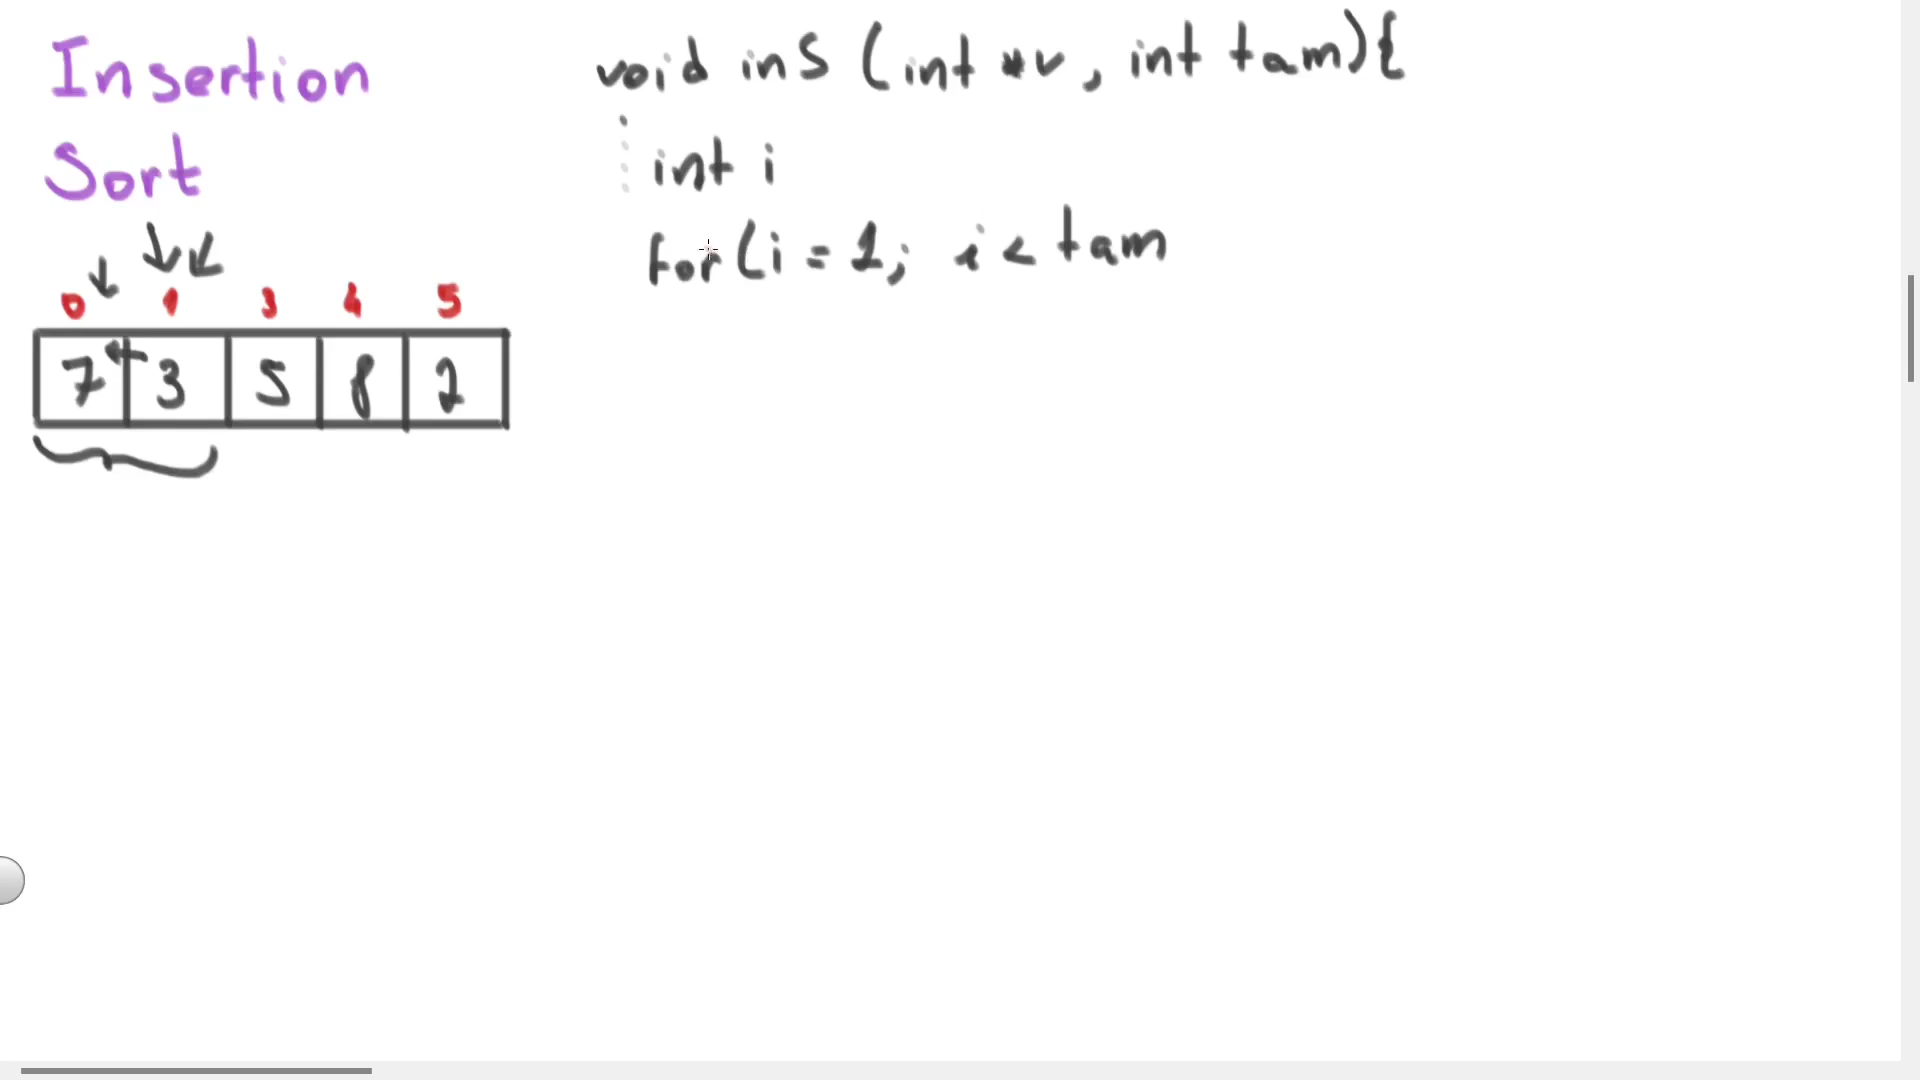 Insertion
Sort
0 1 3 4 5
7 3 5 8 2
void inS (int *v, int tam){
int i
for(i = 1; i < tam